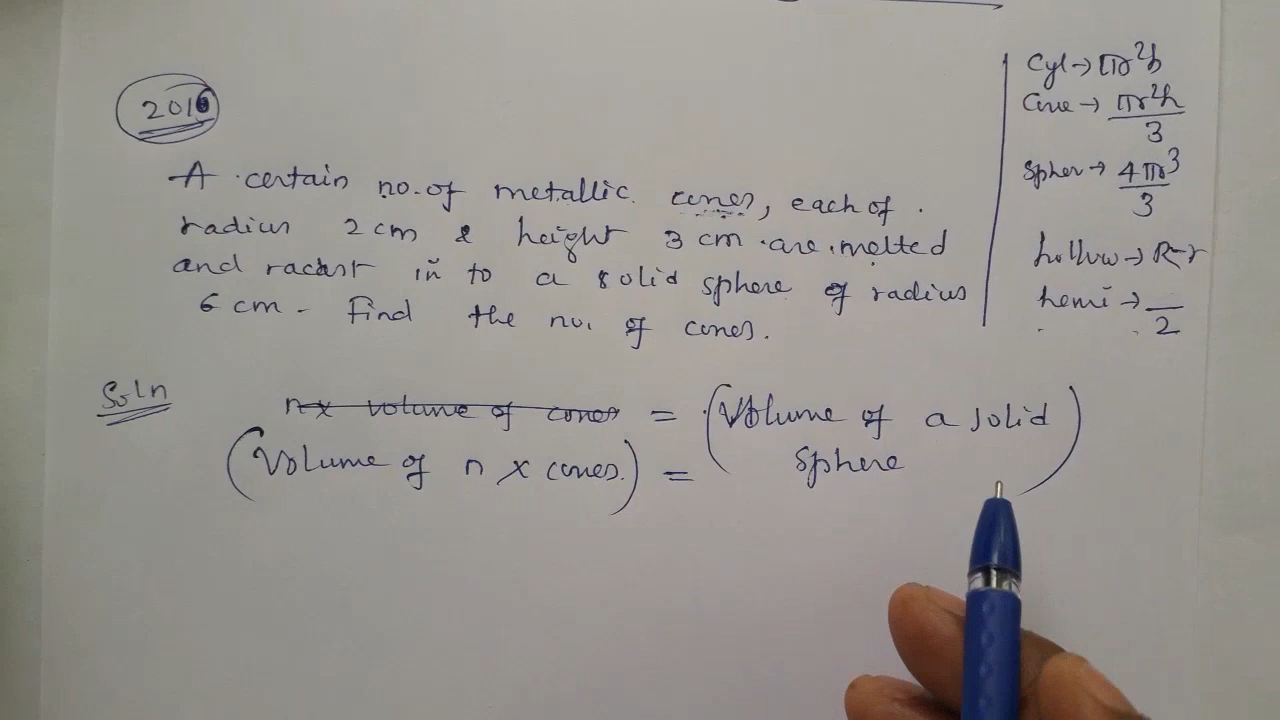 2016
A certain no. of metallic cones, each of
radius 2 cm & height 3 cm are melted
and racast in to a solid sphere of radius
6 cm. Find the no. of cones.
Cyl → πr²h
Cone → πr²h/3
Spher → 4πr³/3
hollow → R-r
hemi → —/2
Soln
n x volume of cones = (Volume of a solid
(Volume of n x cones.) = sphere)